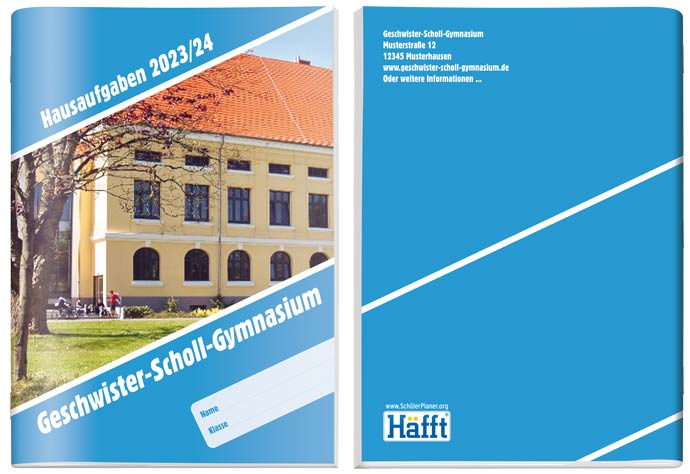 Hausaufgaben 2023/24
Geschwister-Scholl-Gymnasium
Name
Klasse
Geschwister-Scholl-Gymnasium
Musterstraße 12
12345 Musterhausen
www.geschwister-scholl-gymnasium.de
Oder weitere Informationen ...
www.SchülerPlaner.org
Häfft